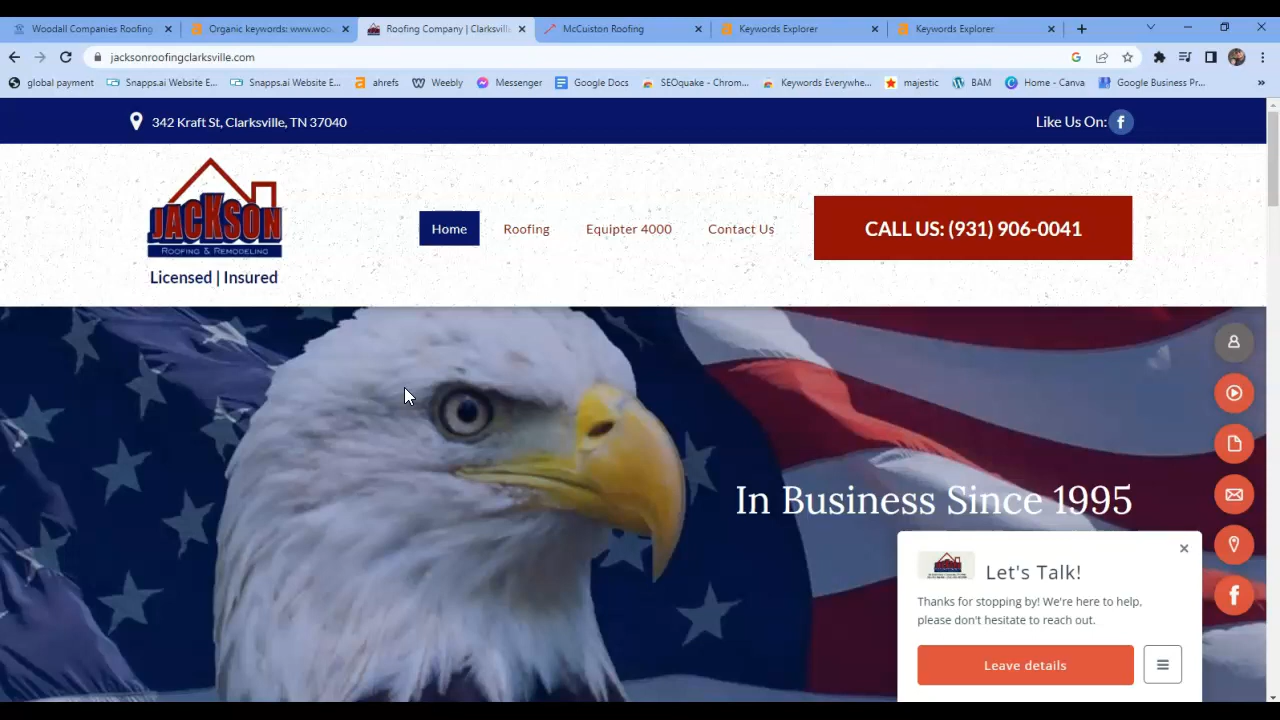 Woodall Companies Roofing
Organic keywords: www.woo
Roofing Company | Clarksville
McCuiston Roofing
Keywords Explorer
Keywords Explorer
jacksonroofingclarksville.com
global payment
Snapps.ai Website E...
Snapps.ai Website E...
ahrefs
Weebly
Messenger
Google Docs
SEOquake - Chrom...
Keywords Everywhe...
majestic
BAM
Home - Canva
Google Business Pr...
342 Kraft St, Clarksville, TN 37040
Like Us On:
JACKSON
ROOFING & REMODELING
Licensed | Insured
Home
Roofing
Equipter 4000
Contact Us
CALL US: (931) 906-0041
In Business Since 1995
Let's Talk!
Thanks for stopping by! We're here to help,
please don't hesitate to reach out.
Leave details